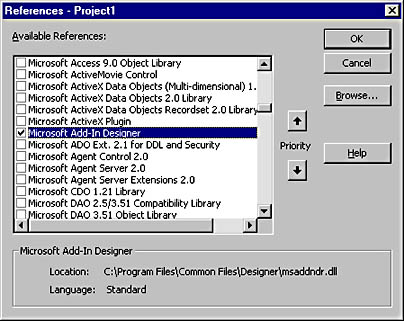 References - Project1
Available References:
Microsoft Access 9.0 Object Library
Microsoft ActiveMovie Control
Microsoft ActiveX Data Objects (Multi-dimensional) 1.
Microsoft ActiveX Data Objects 2.0 Library
Microsoft ActiveX Data Objects Recordset 2.0 Library
Microsoft ActiveX Plugin
Microsoft Add-In Designer
Microsoft ADO Ext. 2.1 for DDL and Security
Microsoft Agent Control 2.0
Microsoft Agent Server 2.0
Microsoft Agent Server Extensions 2.0
Microsoft CDO 1.21 Library
Microsoft DAO 2.5/3.51 Compatibility Library
Microsoft DAO 3.51 Object Library
Priority
OK
Cancel
Browse...
Help
Microsoft Add-In Designer
Location: C:\Program Files\Common Files\Designer\msaddndr.dll
Language: Standard